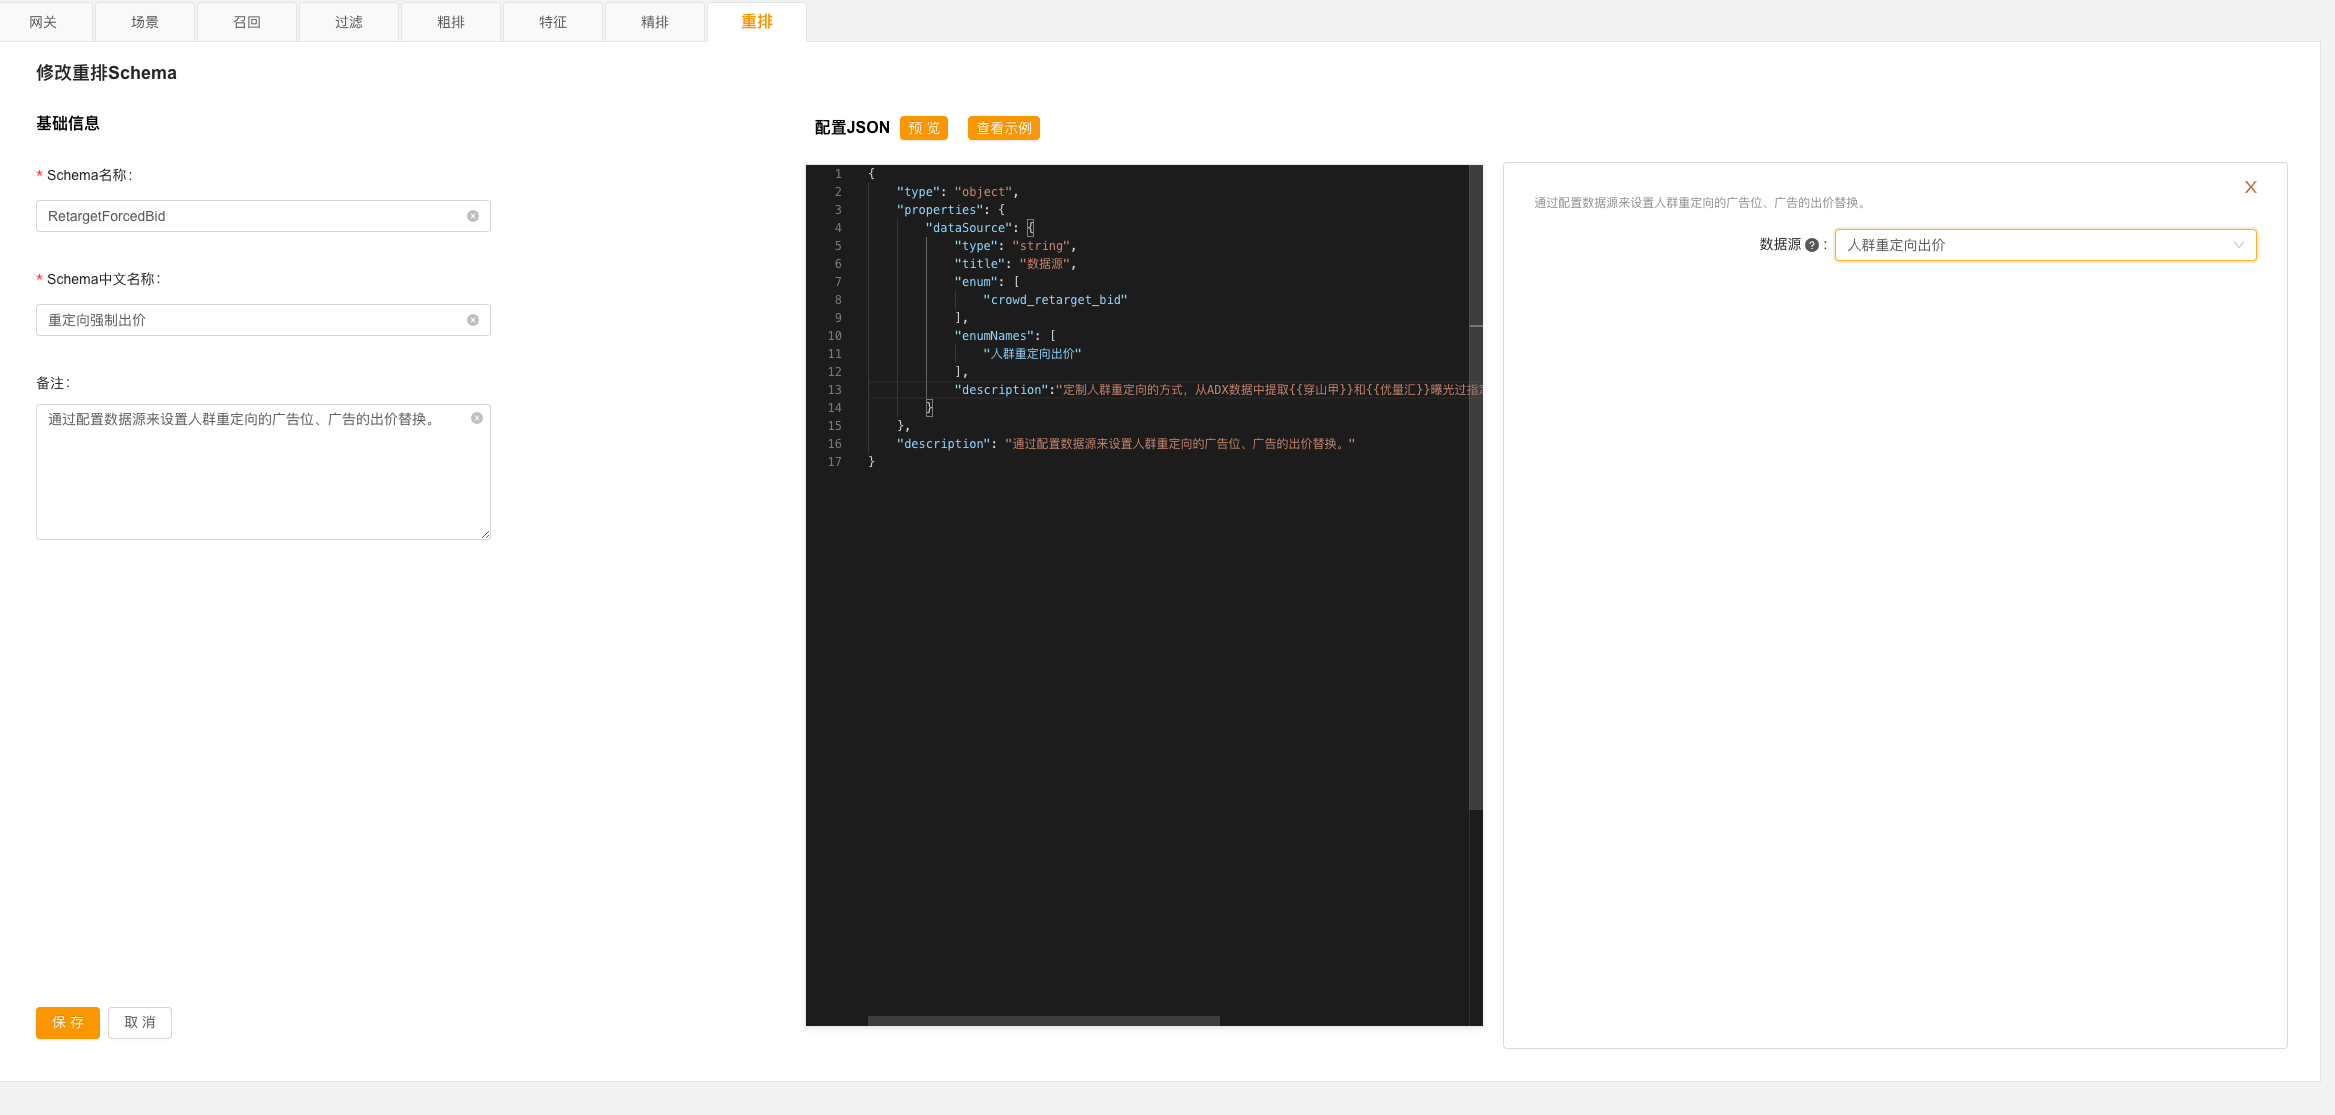 网关 场景 召回 过滤 粗排 特征 精排 重排
修改重排Schema
基础信息
* Schema名称:
RetargetForcedBid
* Schema中文名称:
重定向强制出价
备注:
通过配置数据源来设置人群重定向的广告位、广告的出价替换。
保 存 取 消
配置JSON 预 览 查看示例
1 {
2 "type": "object",
3 "properties": {
4 "dataSource": {
5 "type": "string",
6 "title": "数据源",
7 "enum": [
8 "crowd_retarget_bid"
9 ],
10 "enumNames": [
11 "人群重定向出价"
12 ],
13 "description":"定制人群重定向的方式，从ADX数据中提取{{穿山甲}}和{{优量汇}}曝光过指
14 }
15 },
16 "description": "通过配置数据源来设置人群重定向的广告位、广告的出价替换。"
17 }
X
通过配置数据源来设置人群重定向的广告位、广告的出价替换。
数据源 ? : 人群重定向出价